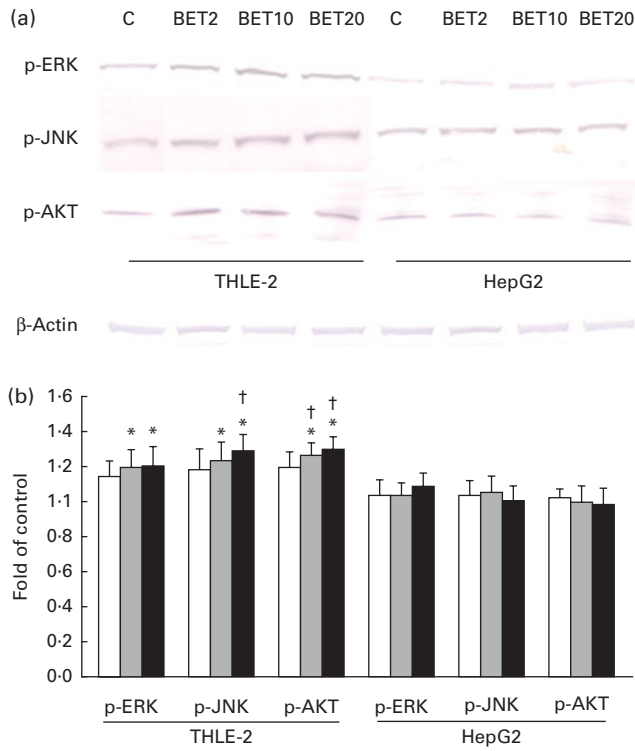 (a)
C BET2 BET10 BET20 C BET2 BET10 BET20
p-ERK
p-JNK
p-AKT
THLE-2 HepG2
β-Actin
(b)
1·6
1·4
1·2
1·1
0·8
0·6
0·4
0·2
0·0
Fold of control
* * * † * † * † *
p-ERK p-JNK p-AKT p-ERK p-JNK p-AKT
THLE-2 HepG2